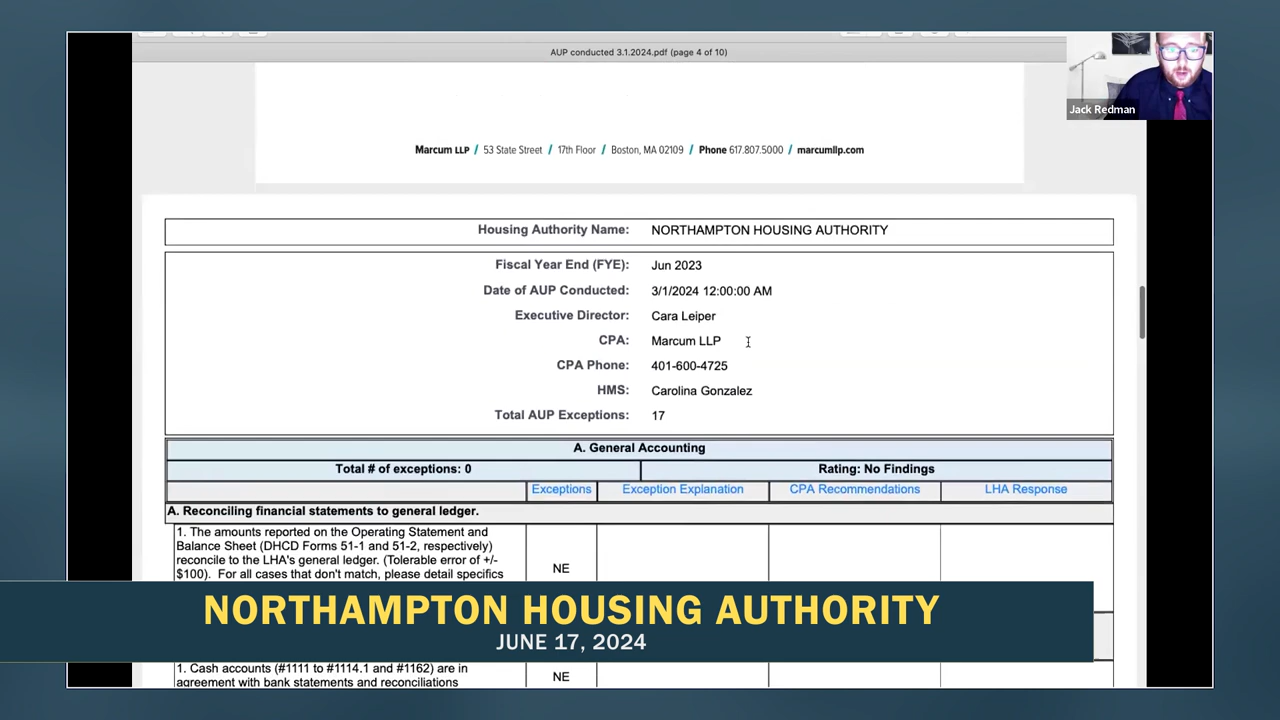 AUP conducted 3.1.2024.pdf (page 4 of 10)
Jack Redman
Marcum LLP / 53 State Street / 17th Floor / Boston, MA 02109 / Phone 617.807.5000 / marcumllp.com
Housing Authority Name: NORTHAMPTON HOUSING AUTHORITY
Fiscal Year End (FYE): Jun 2023
Date of AUP Conducted: 3/1/2024 12:00:00 AM
Executive Director: Cara Leiper
CPA: Marcum LLP
CPA Phone: 401-600-4725
HMS: Carolina Gonzalez
Total AUP Exceptions: 17
A. General Accounting
Total # of exceptions: 0 Rating: No Findings
Exceptions Exception Explanation CPA Recommendations LHA Response
A. Reconciling financial statements to general ledger.
1. The amounts reported on the Operating Statement and
Balance Sheet (DHCD Forms 51-1 and 51-2, respectively)
reconcile to the LHA's general ledger. (Tolerable error of +/-
$100). For all cases that don't match, please detail specifics
NE
NORTHAMPTON HOUSING AUTHORITY
JUNE 17, 2024
1. Cash accounts (#1111 to #1114.1 and #1162) are in
agreement with bank statements and reconciliations
NE